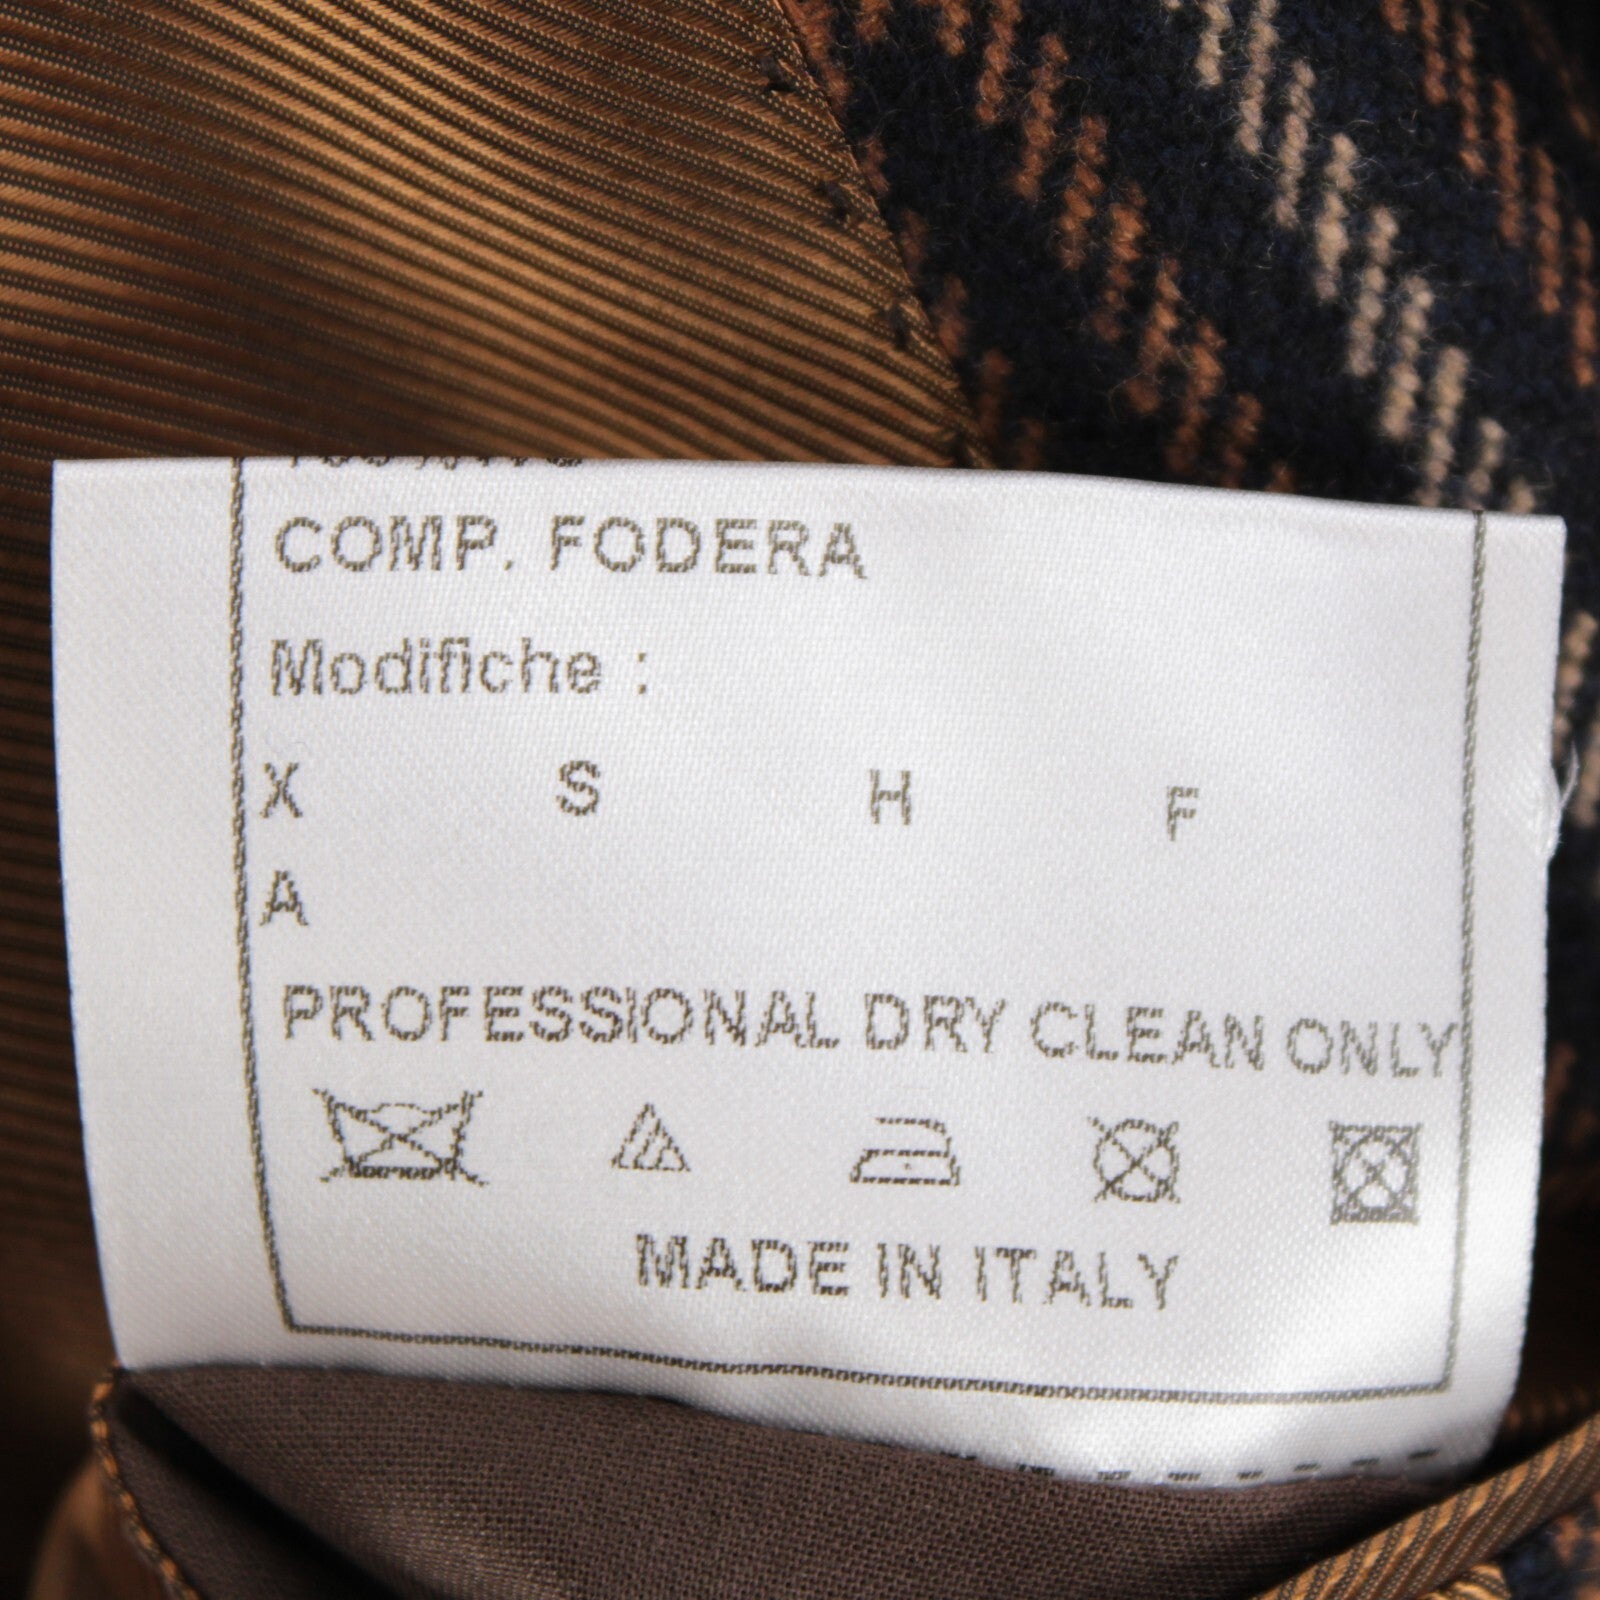 COMP. FODERA
Modifiche :
X S H F
A
PROFESSIONAL DRY CLEAN ONLY
MADE IN ITALY